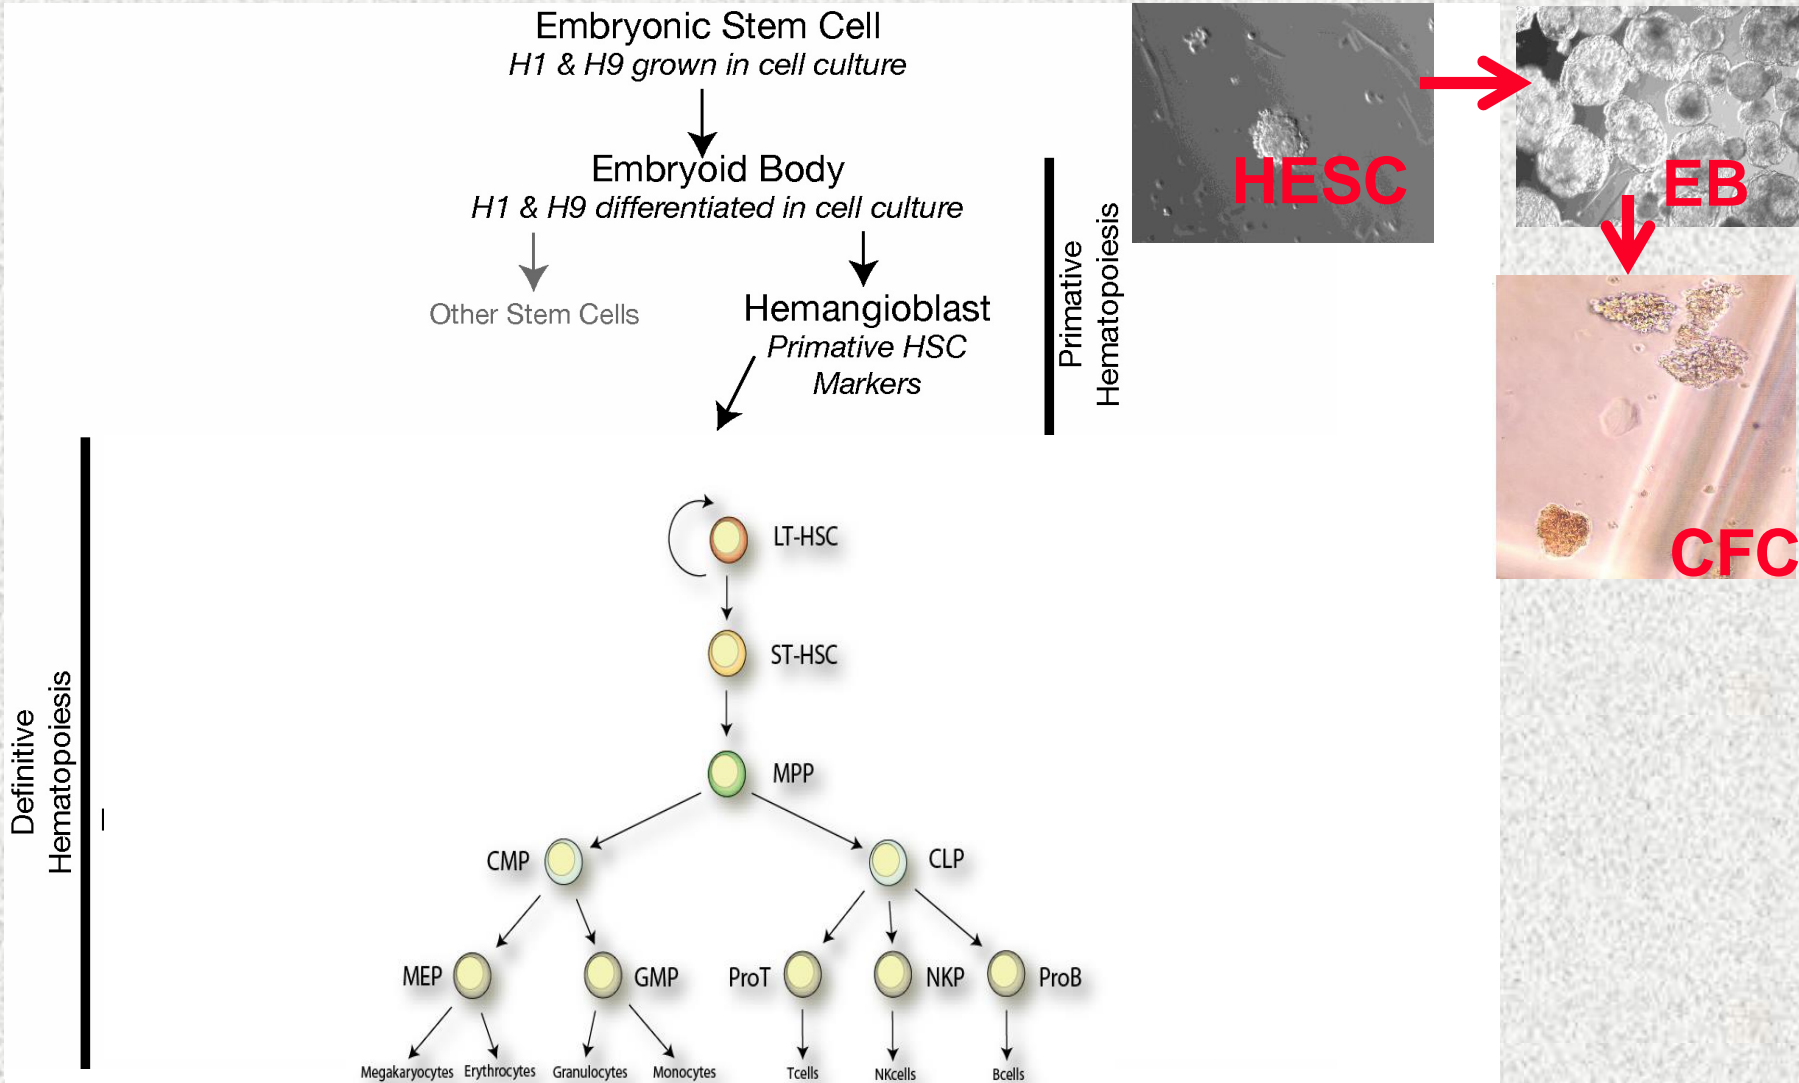 Embryonic Stem Cell
H1 & H9 grown in cell culture
Embryoid Body
H1 & H9 differentiated in cell culture
Other Stem Cells
Hemangioblast
Primative HSC
Markers
Primative
Hematopoiesis
HESC
EB
CFC
Definitive
Hematopoiesis
LT-HSC
ST-HSC
MPP
CMP
CLP
MEP
GMP
ProT
NKP
ProB
Megakaryocytes
Erythrocytes
Granulocytes
Monocytes
Tcells
NKcells
Bcells